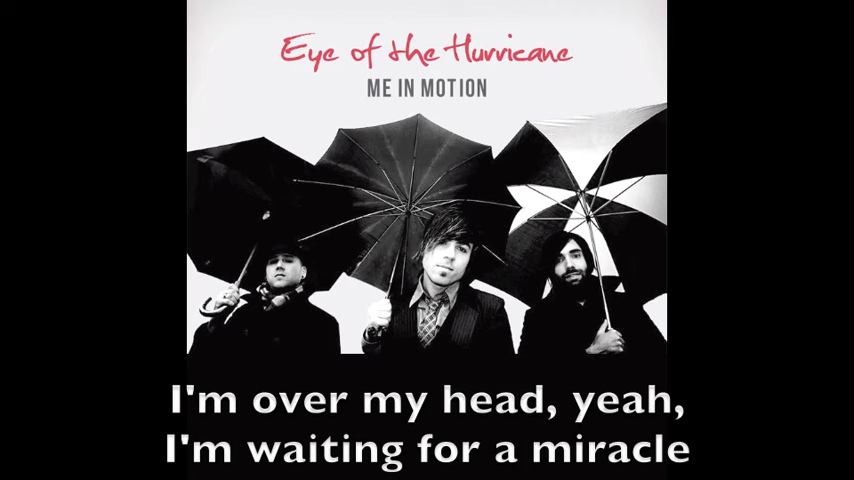 Eye of the Hurricane
ME IN MOTION
I'm over my head, yeah,
I'm waiting for a miracle